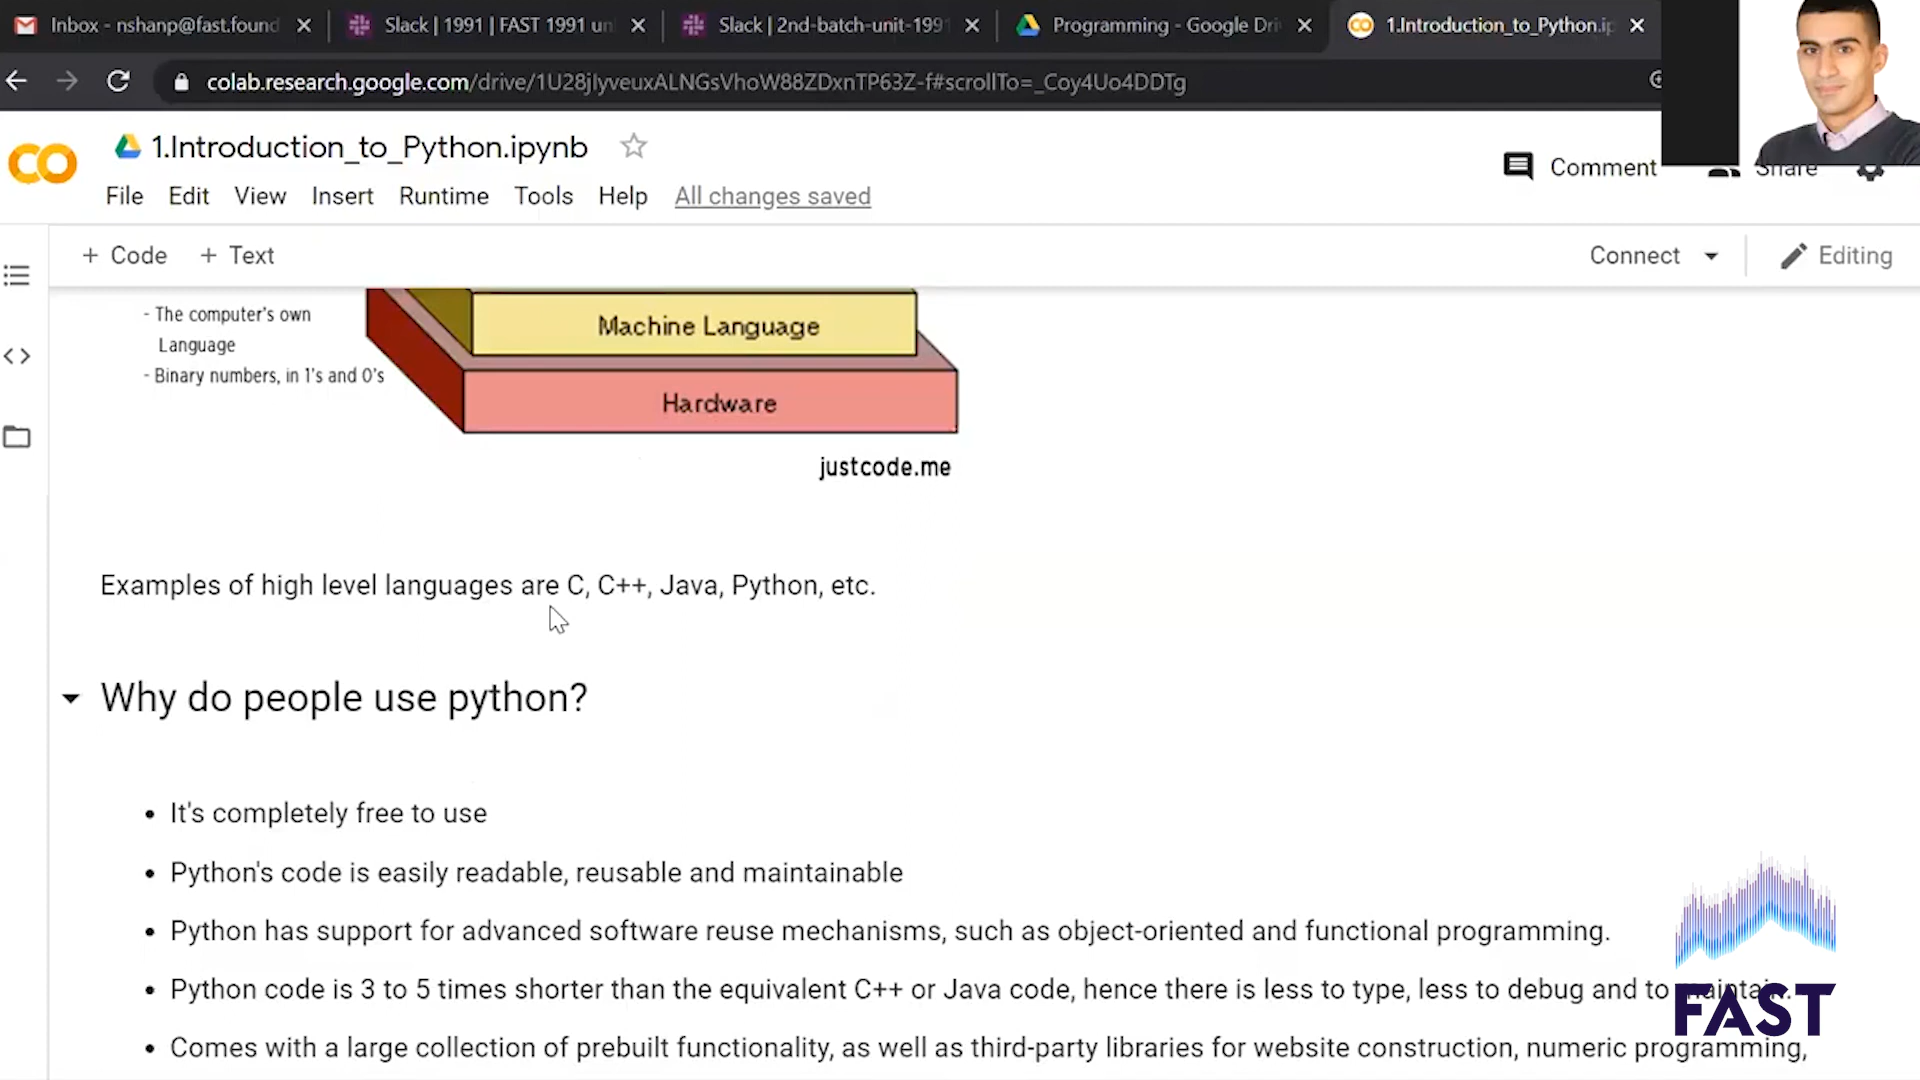 Inbox - nshanp@fast.found
Slack | 1991 | FAST 1991 un
Slack | 2nd-batch-unit-1991
Programming - Google Dri
1.Introduction_to_Python.ip
colab.research.google.com/drive/1U28jIyveuxALNGsVhoW88ZDxnTP63Z-f#scrollTo=_Coy4Uo4DDTg
CO
1.Introduction_to_Python.ipynb
Comment
Share
File Edit View Insert Runtime Tools Help All changes saved
+ Code + Text
Connect
Editing
- The computer's own
Language
- Binary numbers, in 1's and 0's
Machine Language
Hardware
justcode.me
Examples of high level languages are C, C++, Java, Python, etc.
Why do people use python?
• It's completely free to use
• Python's code is easily readable, reusable and maintainable
• Python has support for advanced software reuse mechanisms, such as object-oriented and functional programming.
• Python code is 3 to 5 times shorter than the equivalent C++ or Java code, hence there is less to type, less to debug and to maintain.
• Comes with a large collection of prebuilt functionality, as well as third-party libraries for website construction, numeric programming,
FAST